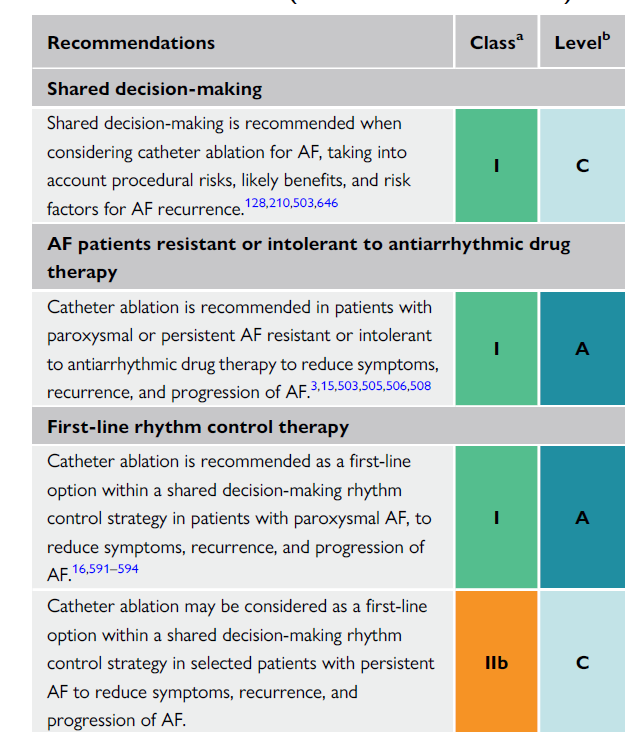 Recommendations Classᵃ Levelᵇ
Shared decision-making
Shared decision-making is recommended when
considering catheter ablation for AF, taking into
account procedural risks, likely benefits, and risk
factors for AF recurrence.128,210,503,646
I C
AF patients resistant or intolerant to antiarrhythmic drug
therapy
Catheter ablation is recommended in patients with
paroxysmal or persistent AF resistant or intolerant
to antiarrhythmic drug therapy to reduce symptoms,
recurrence, and progression of AF.3,15,503,505,506,508
I A
First-line rhythm control therapy
Catheter ablation is recommended as a first-line
option within a shared decision-making rhythm
control strategy in patients with paroxysmal AF, to
reduce symptoms, recurrence, and progression of
AF.16,591–594
I A
Catheter ablation may be considered as a first-line
option within a shared decision-making rhythm
control strategy in selected patients with persistent
AF to reduce symptoms, recurrence, and
progression of AF.
IIb C